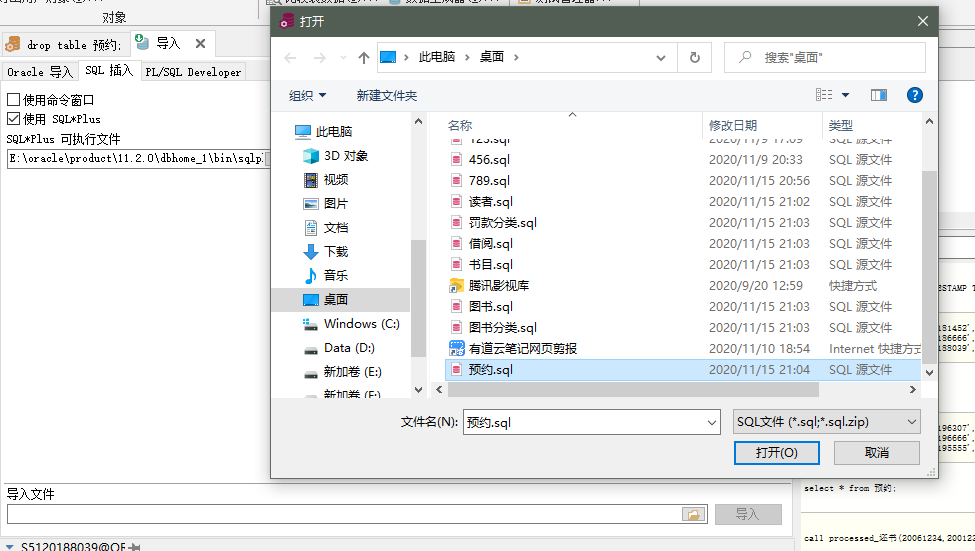 对象
drop table 预约;
导入
Oracle 导入
SQL 插入
PL/SQL Developer
使用命令窗口
使用 SQL*Plus
SQL*Plus 可执行文件
E:\oracle\product\11.2.0\dbhome_1\bin\sqlp
打开
此电脑
桌面
搜索"桌面"
组织
新建文件夹
此电脑
3D 对象
视频
图片
文档
下载
音乐
桌面
Windows (C:)
Data (D:)
新加卷 (E:)
新加卷 (F:)
名称 修改日期 类型
123.sql 2020/11/9 17:09 SQL 源文件
456.sql 2020/11/9 20:33 SQL 源文件
789.sql 2020/11/15 20:56 SQL 源文件
读者.sql 2020/11/15 21:02 SQL 源文件
罚款分类.sql 2020/11/15 21:03 SQL 源文件
借阅.sql 2020/11/15 21:03 SQL 源文件
书目.sql 2020/11/15 21:03 SQL 源文件
腾讯影视库 2020/9/20 12:59 快捷方式
图书.sql 2020/11/15 21:03 SQL 源文件
图书分类.sql 2020/11/15 21:03 SQL 源文件
有道云笔记网页剪报 2020/11/10 18:54 Internet 快捷方式
预约.sql 2020/11/15 21:04 SQL 源文件
文件名(N):
预约.sql
SQL文件 (*.sql;*.sql.zip)
打开(O)
取消
ESTAMP T
181452',
186666',
188039',
196307',
196666',
195555',
select * from 预约;
call processed_还书(20061234,200123
导入文件
导入
S5120188039@OR